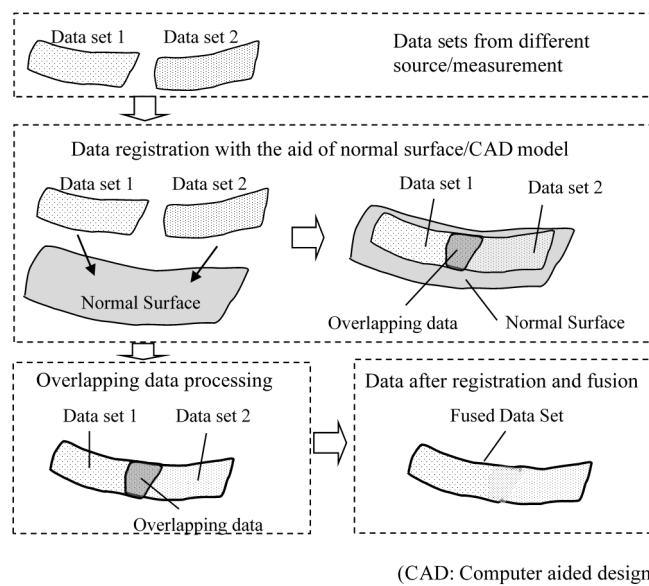 Data set 1
Data set 2
Data sets from different
source/measurement
Data registration with the aid of normal surface/CAD model
Data set 1
Data set 2
Normal Surface
Data set 1
Data set 2
Overlapping data
Normal Surface
Overlapping data processing
Data set 1
Data set 2
Overlapping data
Data after registration and fusion
Fused Data Set
(CAD: Computer aided design